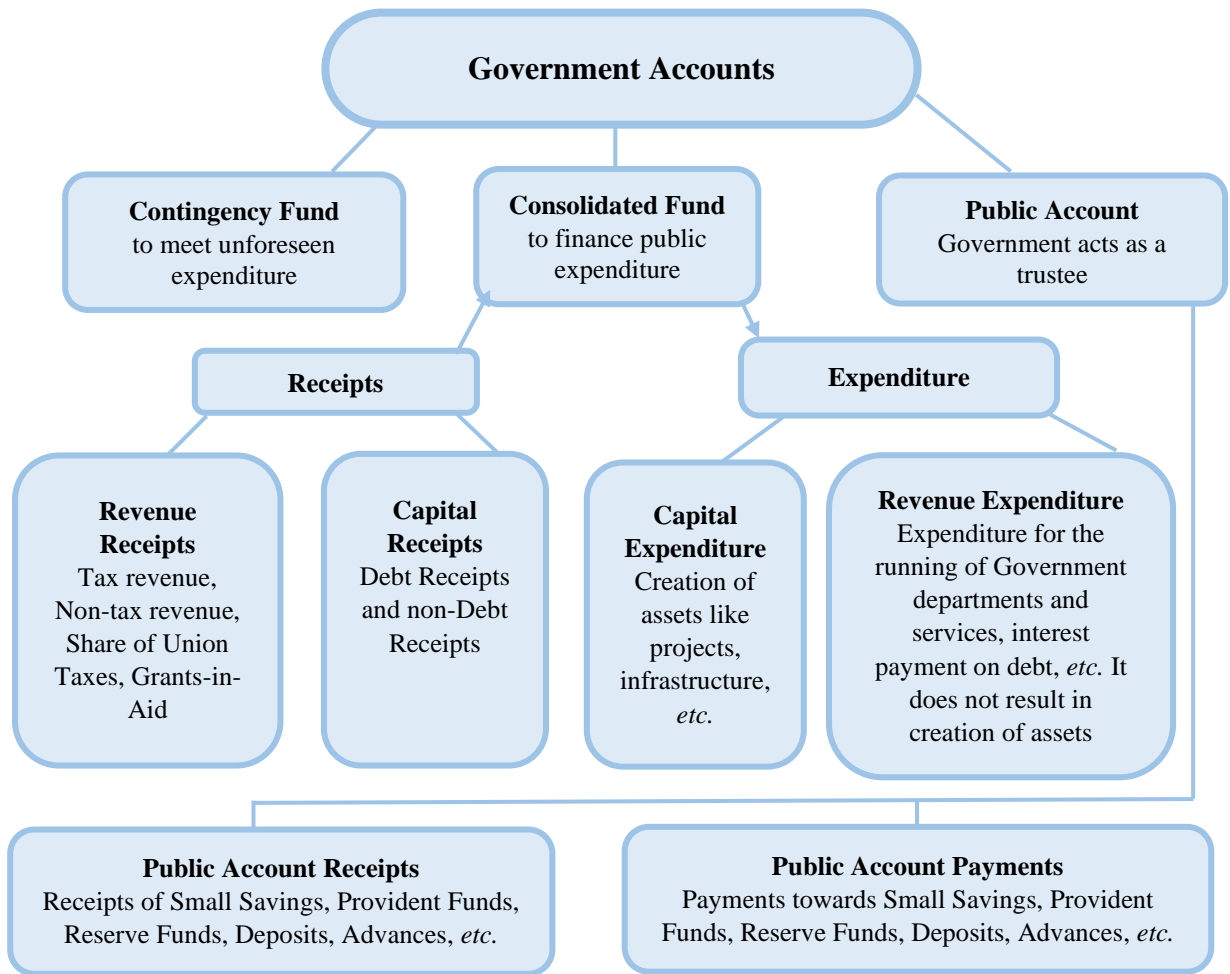 Government Accounts
Contingency Fund
to meet unforeseen
expenditure
Consolidated Fund
to finance public
expenditure
Public Account
Government acts as a
trustee
Receipts
Expenditure
Revenue
Receipts
Tax revenue,
Non-tax revenue,
Share of Union
Taxes, Grants-in-
Aid
Capital
Receipts
Debt Receipts
and non-Debt
Receipts
Capital
Expenditure
Creation of
assets like
projects,
infrastructure,
etc.
Revenue Expenditure
Expenditure for the
running of Government
departments and
services, interest
payment on debt, etc. It
does not result in
creation of assets
Public Account Receipts
Receipts of Small Savings, Provident Funds,
Reserve Funds, Deposits, Advances, etc.
Public Account Payments
Payments towards Small Savings, Provident
Funds, Reserve Funds, Deposits, Advances, etc.